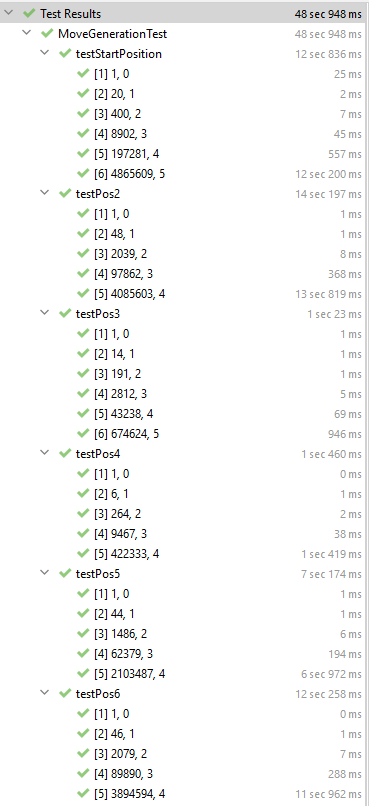 Test Results 48 sec 948 ms
MoveGenerationTest 48 sec 948 ms
testStartPosition 12 sec 836 ms
[1] 1, 0 25 ms
[2] 20, 1 2 ms
[3] 400, 2 7 ms
[4] 8902, 3 45 ms
[5] 197281, 4 557 ms
[6] 4865609, 5 12 sec 200 ms
testPos2 14 sec 197 ms
[1] 1, 0 1 ms
[2] 48, 1 1 ms
[3] 2039, 2 8 ms
[4] 97862, 3 368 ms
[5] 4085603, 4 13 sec 819 ms
testPos3 1 sec 23 ms
[1] 1, 0 1 ms
[2] 14, 1 1 ms
[3] 191, 2 1 ms
[4] 2812, 3 5 ms
[5] 43238, 4 69 ms
[6] 674624, 5 946 ms
testPos4 1 sec 460 ms
[1] 1, 0 0 ms
[2] 6, 1 1 ms
[3] 264, 2 2 ms
[4] 9467, 3 38 ms
[5] 422333, 4 1 sec 419 ms
testPos5 7 sec 174 ms
[1] 1, 0 1 ms
[2] 44, 1 1 ms
[3] 1486, 2 6 ms
[4] 62379, 3 194 ms
[5] 2103487, 4 6 sec 972 ms
testPos6 12 sec 258 ms
[1] 1, 0 0 ms
[2] 46, 1 1 ms
[3] 2079, 2 7 ms
[4] 89890, 3 288 ms
[5] 3894594, 4 11 sec 962 ms